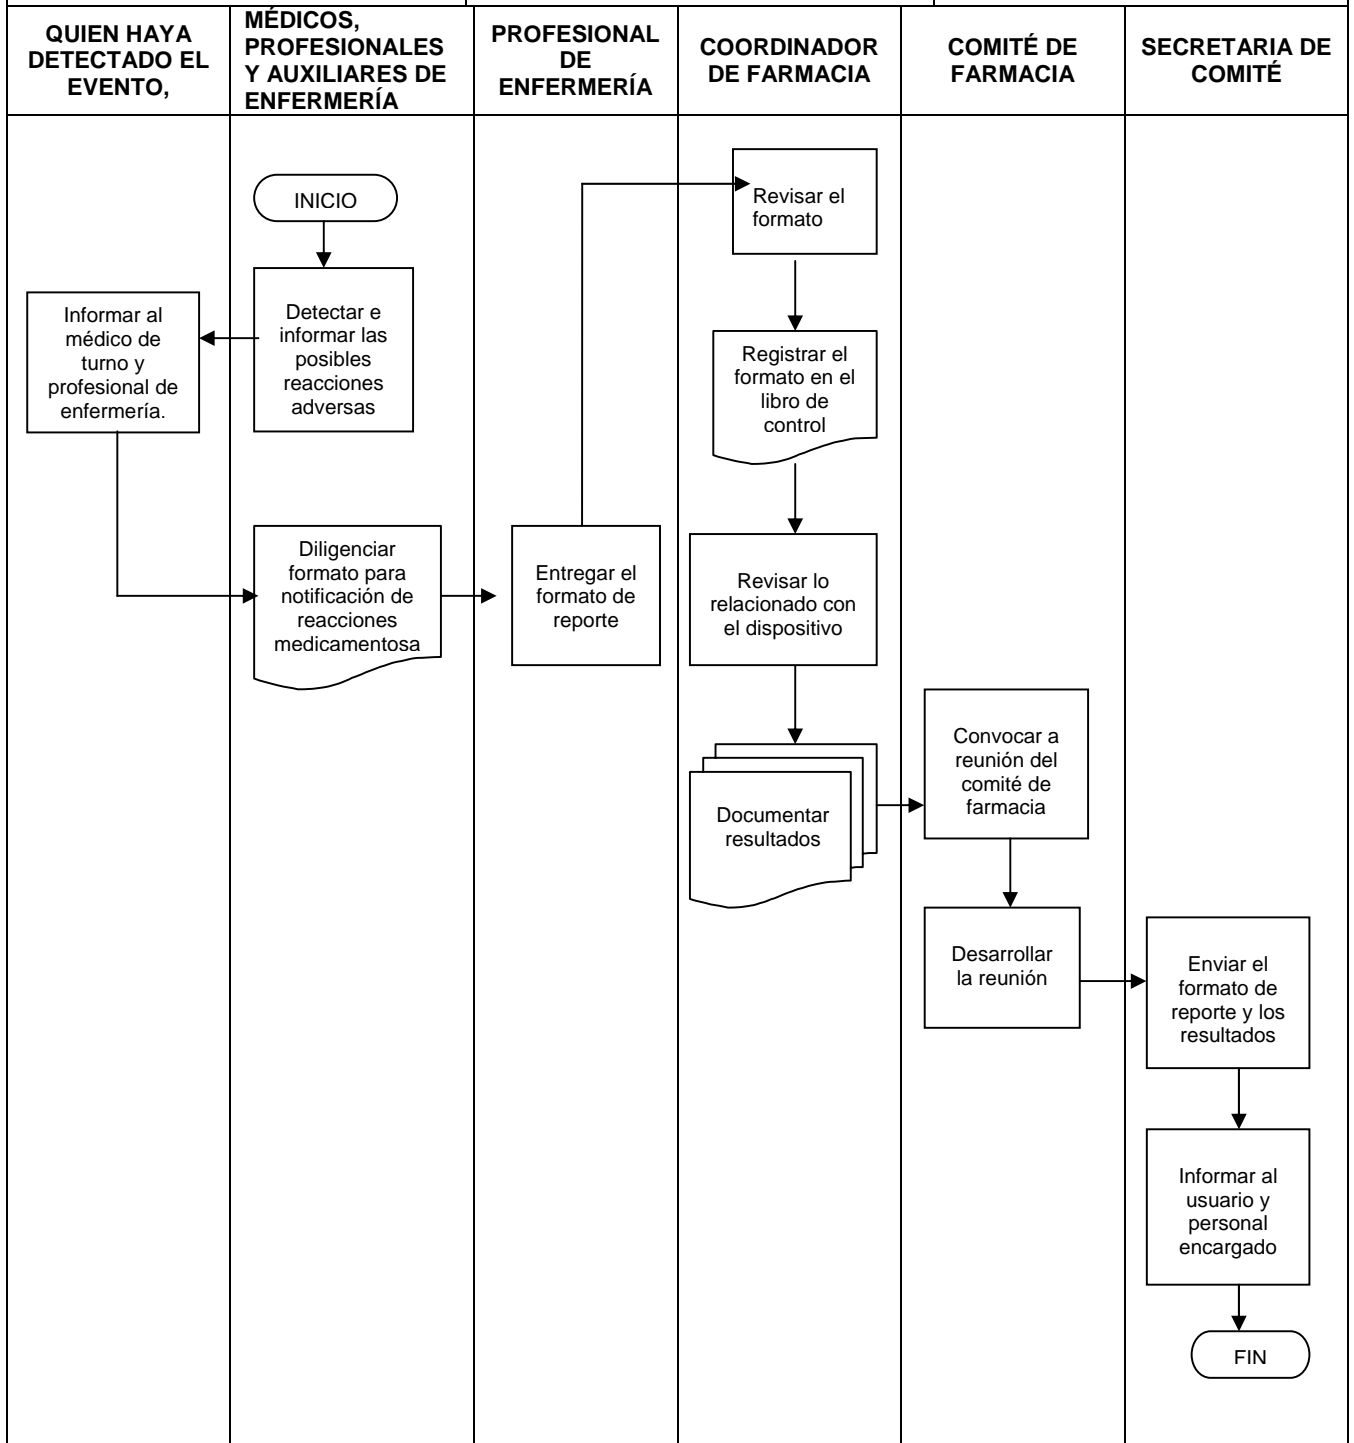 QUIEN HAYA
DETECTADO EL
EVENTO,
MÉDICOS,
PROFESIONALES
Y AUXILIARES DE
ENFERMERÍA
PROFESIONAL
DE
ENFERMERÍA
COORDINADOR
DE FARMACIA
COMITÉ DE
FARMACIA
SECRETARIA DE
COMITÉ
INICIO
Detectar e
informar las
posibles
reacciones
adversas
Informar al
médico de
turno y
profesional de
enfermería.
Diligenciar
formato para
notificación de
reacciones
medicamentosa
Entregar el
formato de
reporte
Revisar el
formato
Registrar el
formato en el
libro de
control
Revisar lo
relacionado con
el dispositivo
Documentar
resultados
Convocar a
reunión del
comité de
farmacia
Desarrollar
la reunión
Enviar el
formato de
reporte y los
resultados
Informar al
usuario y
personal
encargado
FIN